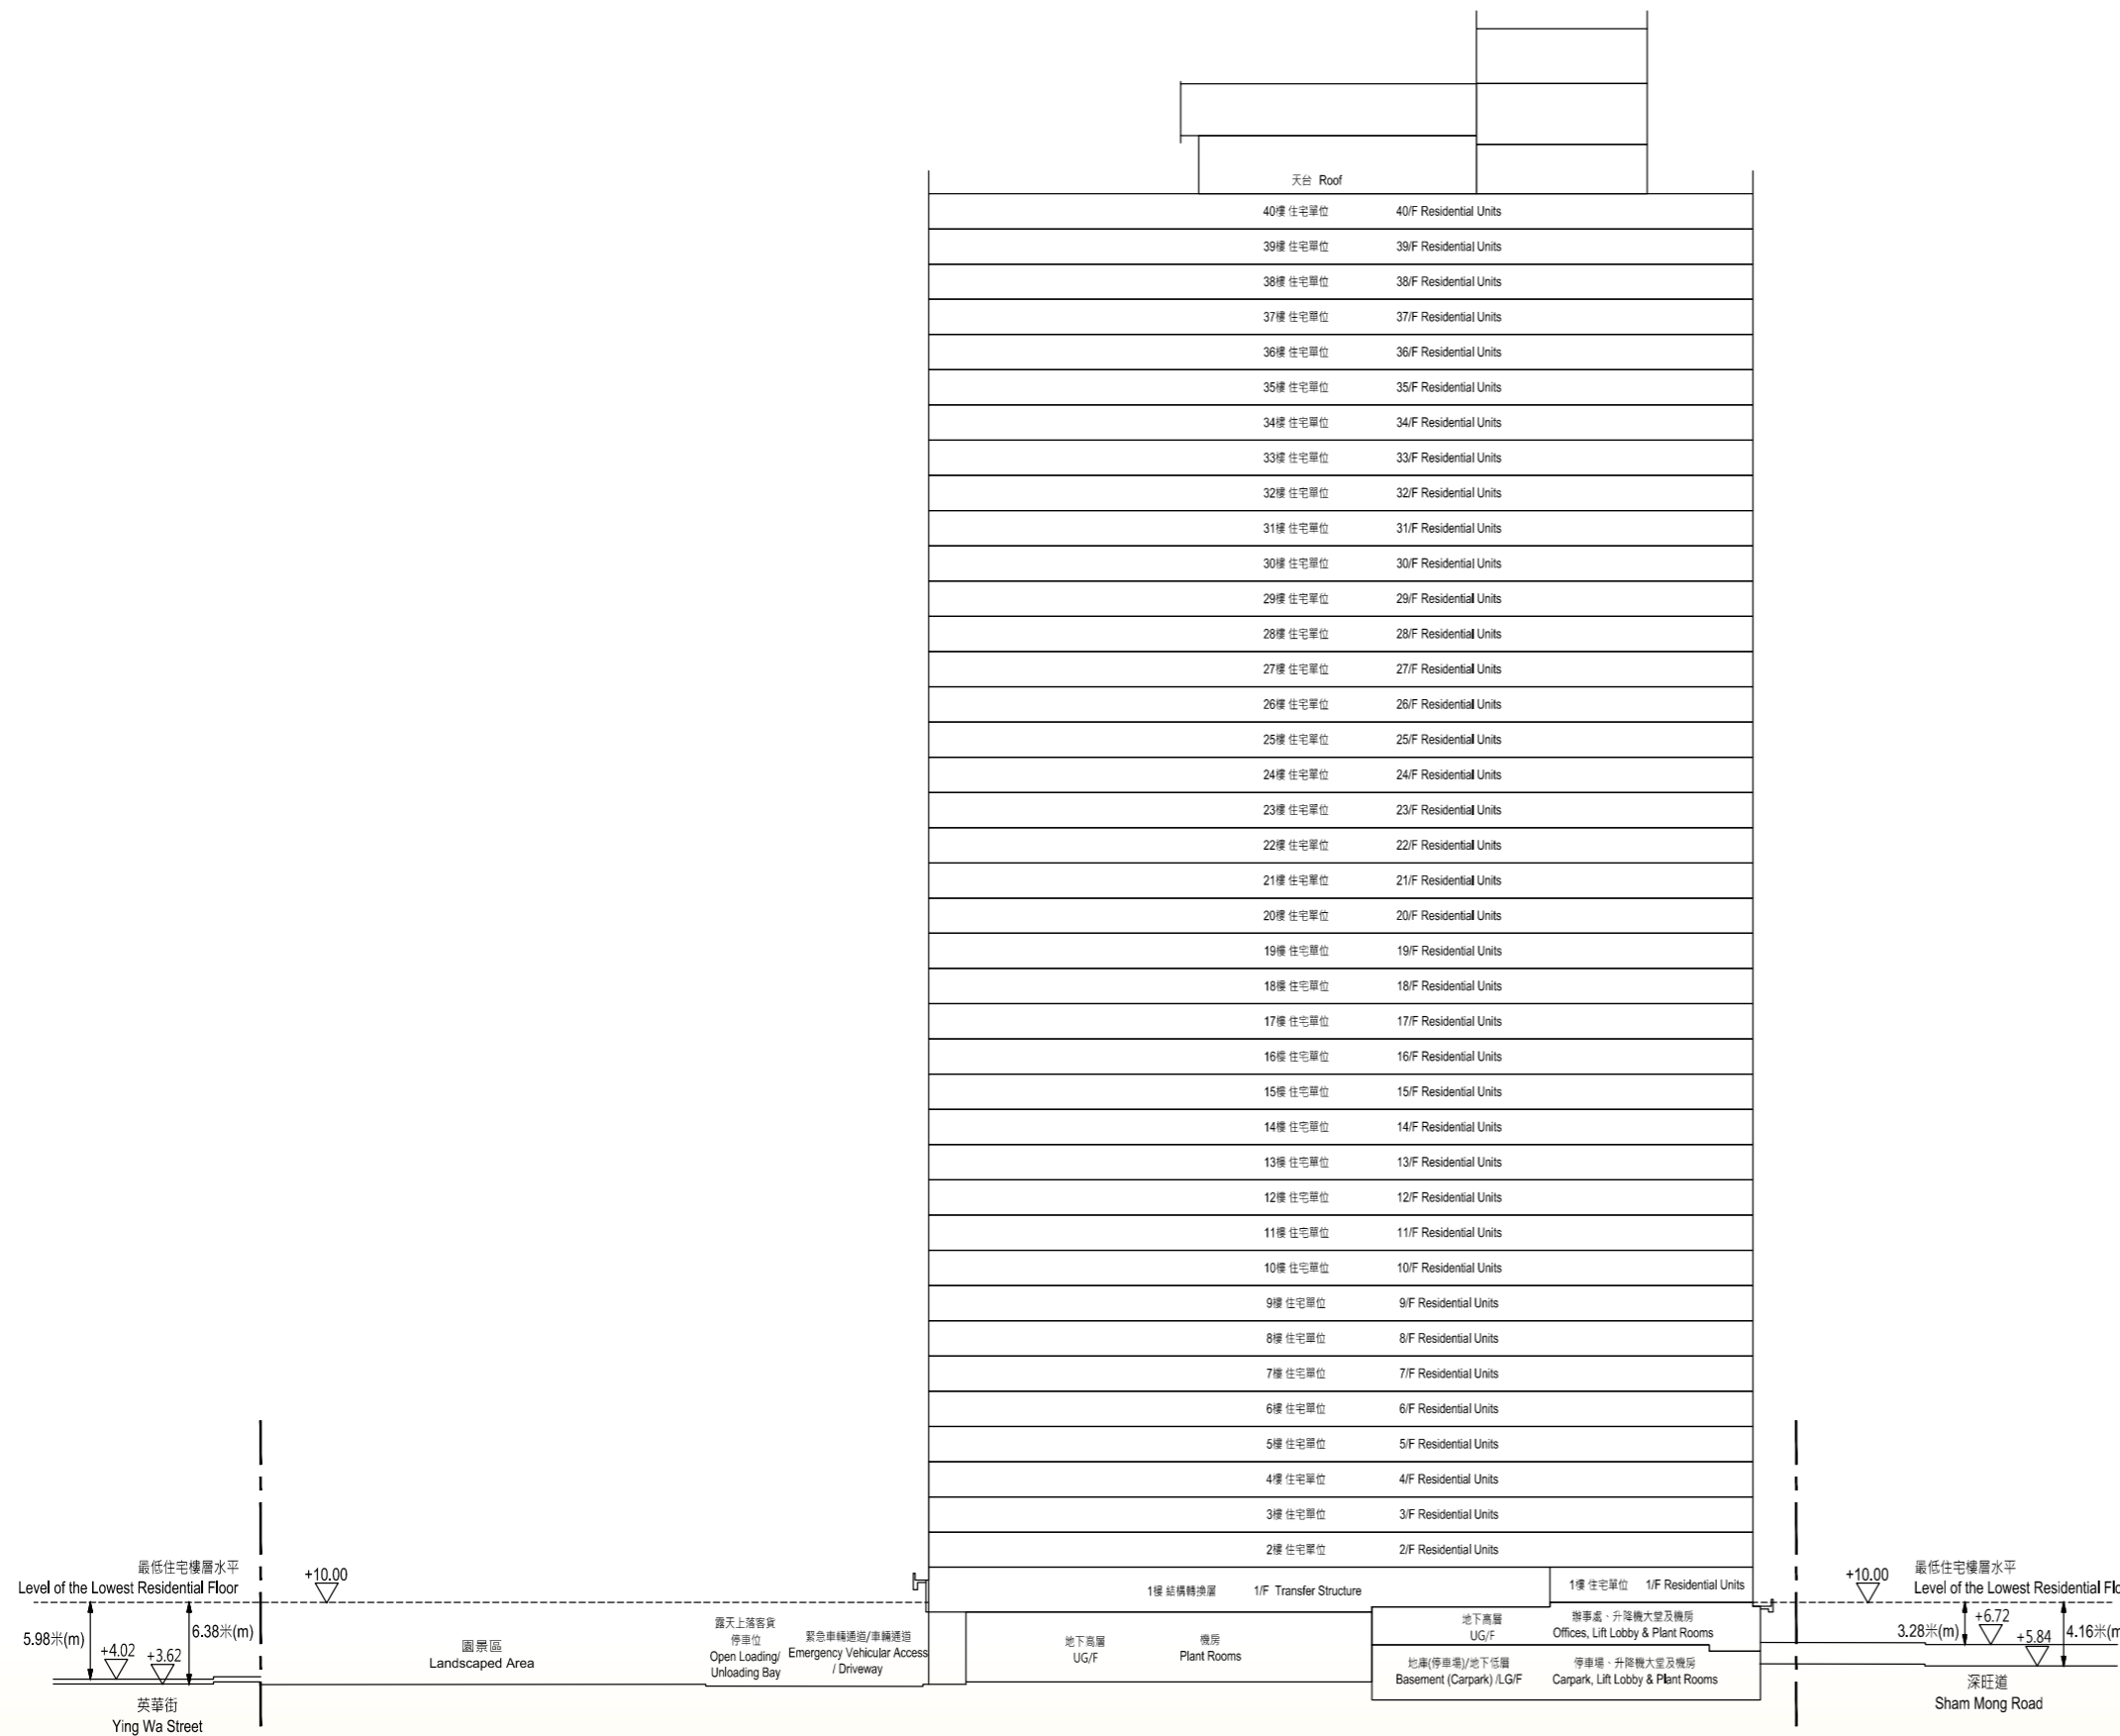 天台 Roof
40樓 住宅單位 40/F Residential Units
39樓 住宅單位 39/F Residential Units
38樓 住宅單位 38/F Residential Units
37樓 住宅單位 37/F Residential Units
36樓 住宅單位 36/F Residential Units
35樓 住宅單位 35/F Residential Units
34樓 住宅單位 34/F Residential Units
33樓 住宅單位 33/F Residential Units
32樓 住宅單位 32/F Residential Units
31樓 住宅單位 31/F Residential Units
30樓 住宅單位 30/F Residential Units
29樓 住宅單位 29/F Residential Units
28樓 住宅單位 28/F Residential Units
27樓 住宅單位 27/F Residential Units
26樓 住宅單位 26/F Residential Units
25樓 住宅單位 25/F Residential Units
24樓 住宅單位 24/F Residential Units
23樓 住宅單位 23/F Residential Units
22樓 住宅單位 22/F Residential Units
21樓 住宅單位 21/F Residential Units
20樓 住宅單位 20/F Residential Units
19樓 住宅單位 19/F Residential Units
18樓 住宅單位 18/F Residential Units
17樓 住宅單位 17/F Residential Units
16樓 住宅單位 16/F Residential Units
15樓 住宅單位 15/F Residential Units
14樓 住宅單位 14/F Residential Units
13樓 住宅單位 13/F Residential Units
12樓 住宅單位 12/F Residential Units
11樓 住宅單位 11/F Residential Units
10樓 住宅單位 10/F Residential Units
9樓 住宅單位 9/F Residential Units
8樓 住宅單位 8/F Residential Units
7樓 住宅單位 7/F Residential Units
6樓 住宅單位 6/F Residential Units
5樓 住宅單位 5/F Residential Units
4樓 住宅單位 4/F Residential Units
3樓 住宅單位 3/F Residential Units
2樓 住宅單位 2/F Residential Units
1樓 結構轉換層 1/F Transfer Structure
1樓 住宅單位 1/F Residential Units
最低住宅樓層水平
Level of the Lowest Residential Floor
+10.00
5.98米(m)
+4.02
+3.62
6.38米(m)
英華街
Ying Wa Street
園景區
Landscaped Area
露天上落客貨
停車位
Open Loading/
Unloading Bay
緊急車輛通道/車輛通道
Emergency Vehicular Access
/ Driveway
地下高層
UG/F
機房
Plant Rooms
地下高層
UG/F
辦事處、升降機大堂及機房
Offices, Lift Lobby & Plant Rooms
地庫(停車場)/地下低層
Basement (Carpark) /LG/F
停車場、升降機大堂及機房
Carpark, Lift Lobby & Plant Rooms
+10.00
最低住宅樓層水平
Level of the Lowest Residential Flo
3.28米(m)
+6.72
+5.84
4.16米(m
深旺道
Sham Mong Road